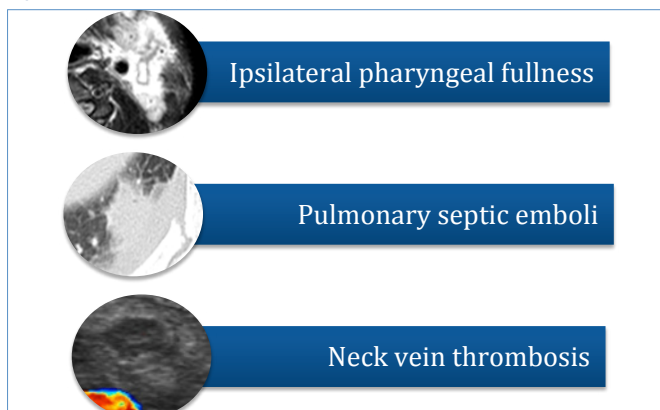 Ipsilateral pharyngeal fullness
Pulmonary septic emboli
Neck vein thrombosis